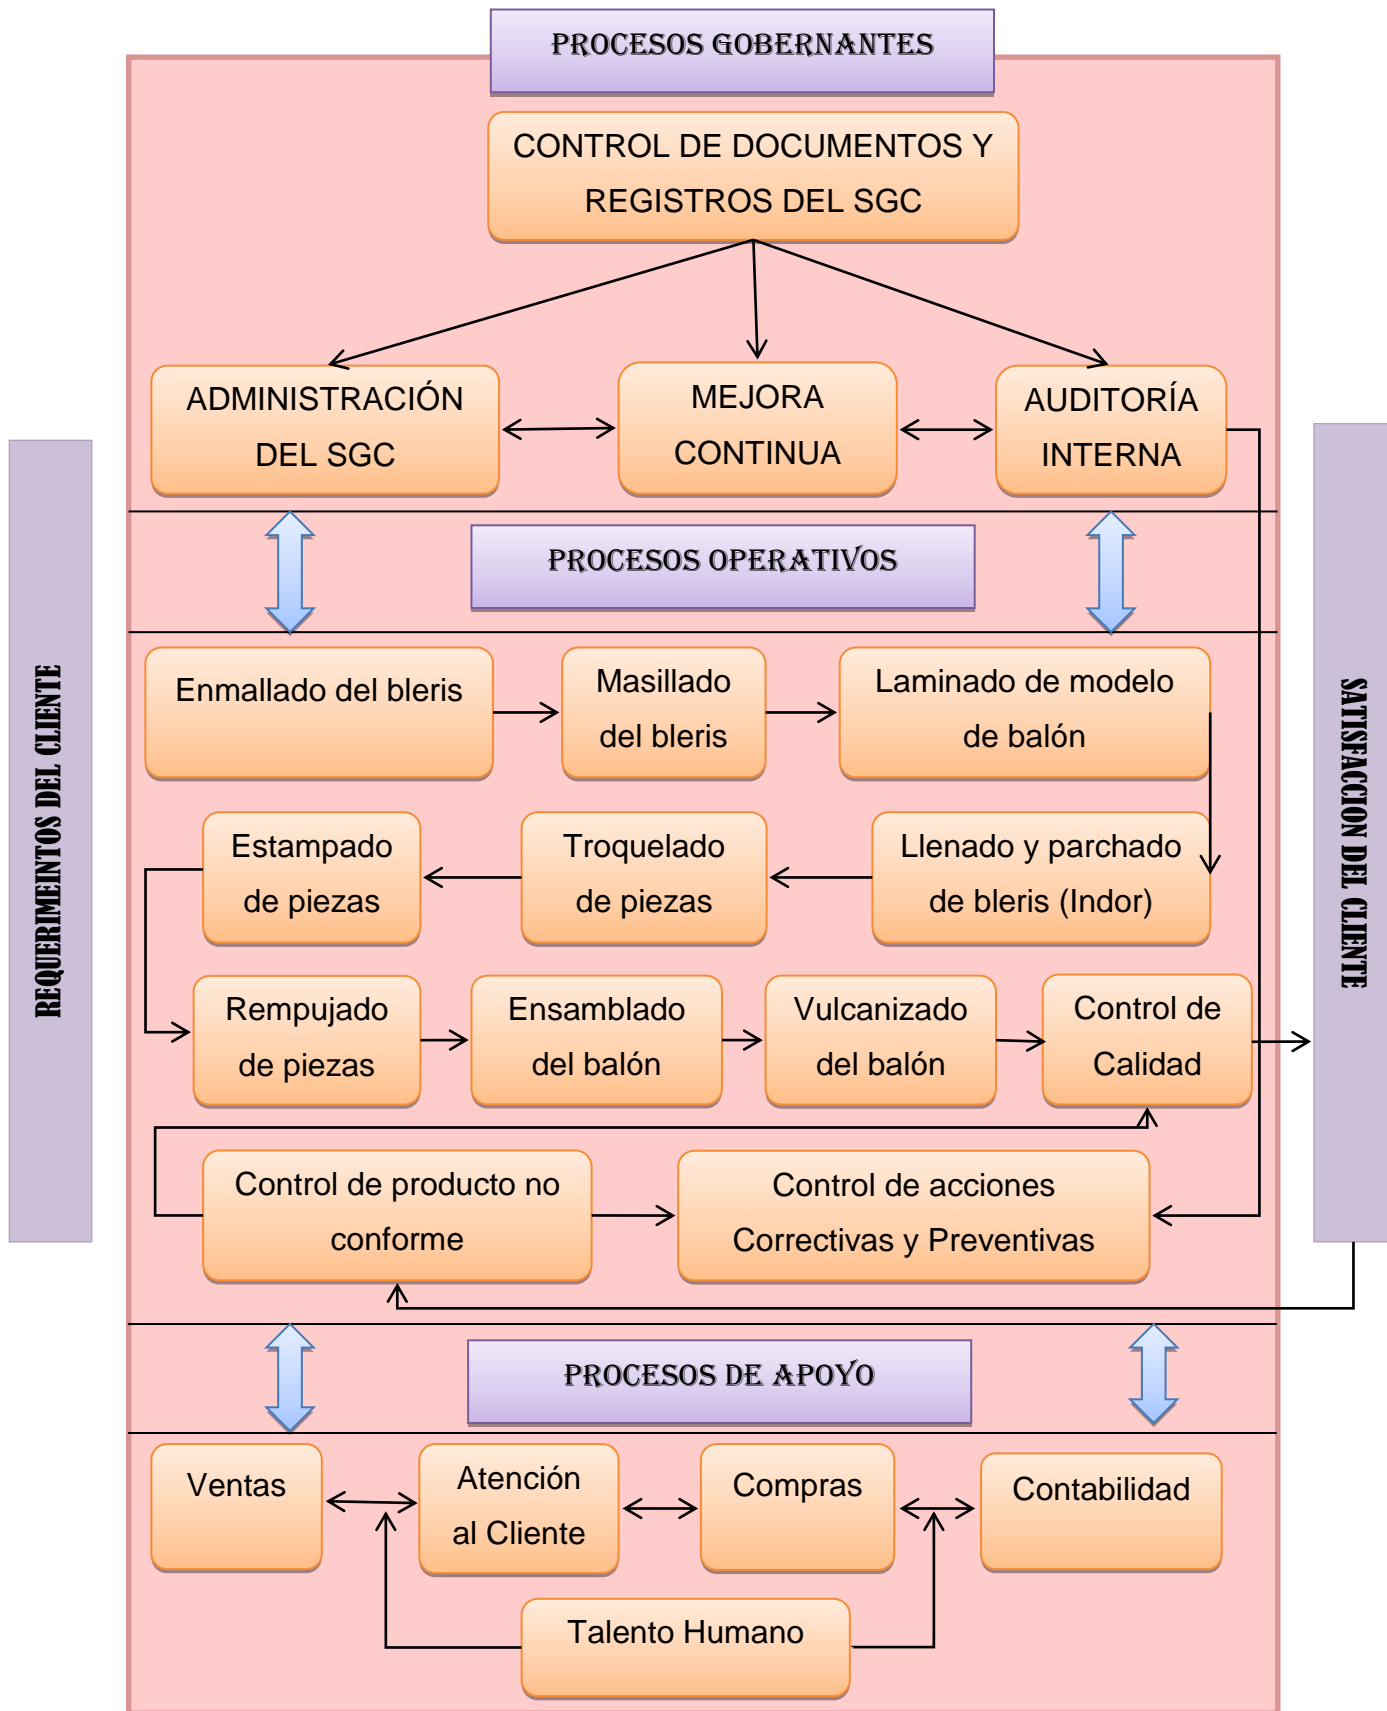 PROCESOS GOBERNANTES
CONTROL DE DOCUMENTOS Y
REGISTROS DEL SGC
ADMINISTRACIÓN
DEL SGC
MEJORA
CONTINUA
AUDITORÍA
INTERNA
REQUERIMEINTOS DEL CLIENTE
SATISFACCION DEL CLIENTE
PROCESOS OPERATIVOS
Enmallado del bleris
Masillado
del bleris
Laminado de modelo
de balón
Estampado
de piezas
Troquelado
de piezas
Llenado y parchado
de bleris (Indor)
Rempujado
de piezas
Ensamblado
del balón
Vulcanizado
del balón
Control de
Calidad
Control de producto no
conforme
Control de acciones
Correctivas y Preventivas
PROCESOS DE APOYO
Ventas
Atención
al Cliente
Compras
Contabilidad
Talento Humano